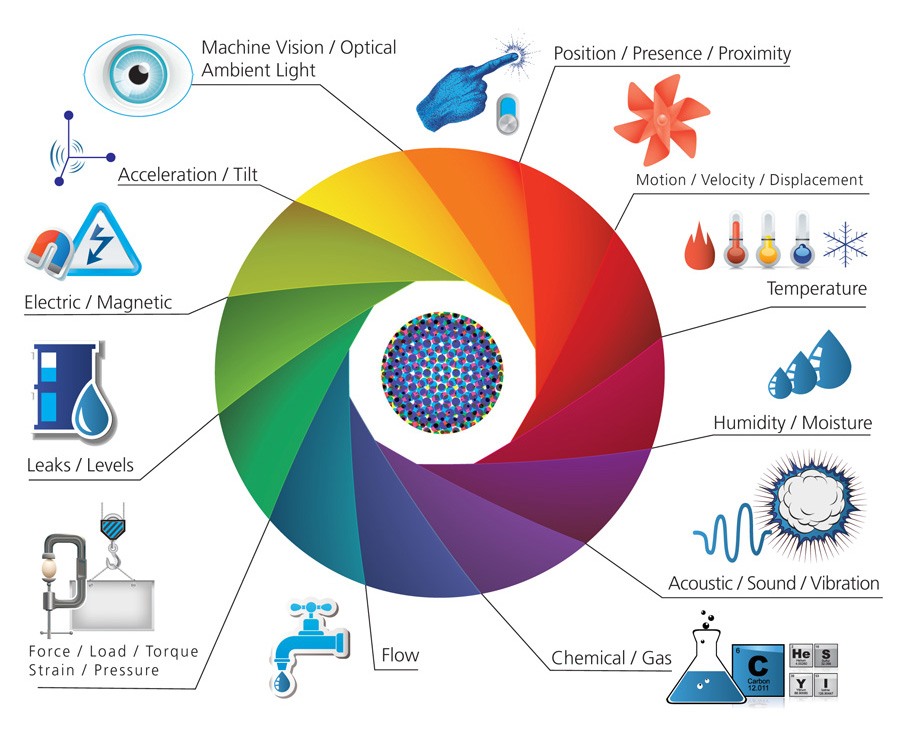 Machine Vision / Optical
Ambient Light
Position / Presence / Proximity
Acceleration / Tilt
Motion / Velocity / Displacement
Electric / Magnetic
Temperature
Humidity / Moisture
Leaks / Levels
Acoustic / Sound / Vibration
Force / Load / Torque
Strain / Pressure
Flow
Chemical / Gas
6
C
Carbon
12.011
He
S
Y
I